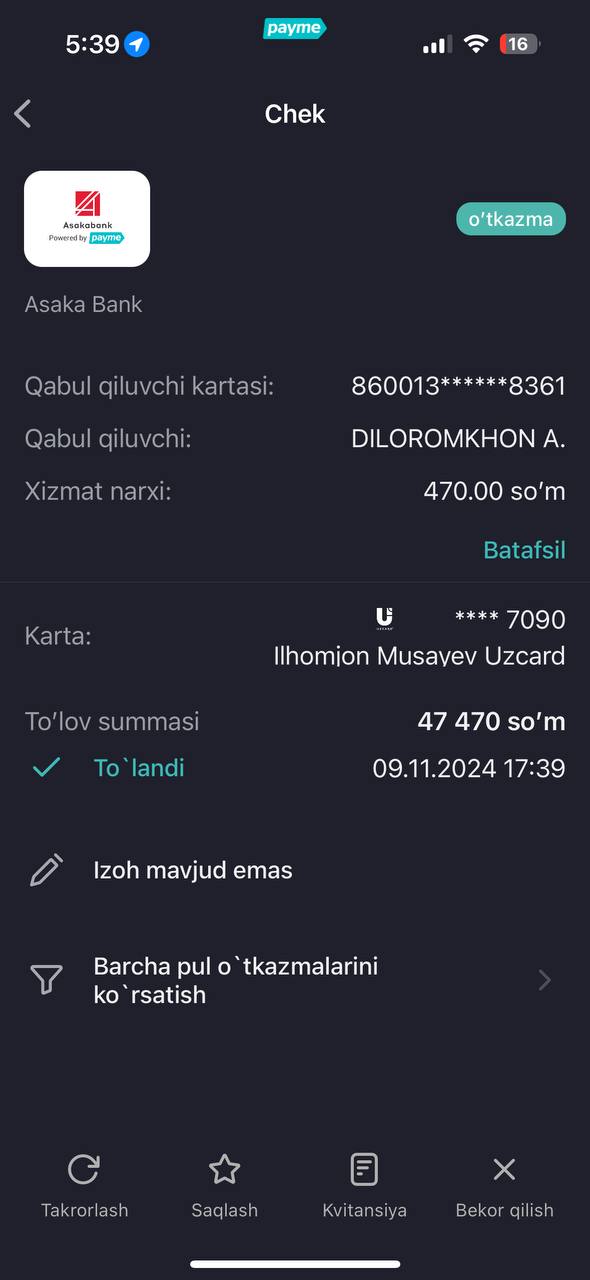 payme
5:39
16
Chek
Asakabank
Powered by payme
o‘tkazma
Asaka Bank
Qabul qiluvchi kartasi: 860013******8361
Qabul qiluvchi: DILOROMKHON A.
Xizmat narxi: 470.00 so‘m
Batafsil
Karta: **** 7090
Ilhomjon Musayev Uzcard
To‘lov summasi 47 470 so‘m
To`landi 09.11.2024 17:39
Izoh mavjud emas
Barcha pul o`tkazmalarini
ko`rsatish
Takrorlash Saqlash Kvitansiya Bekor qilish